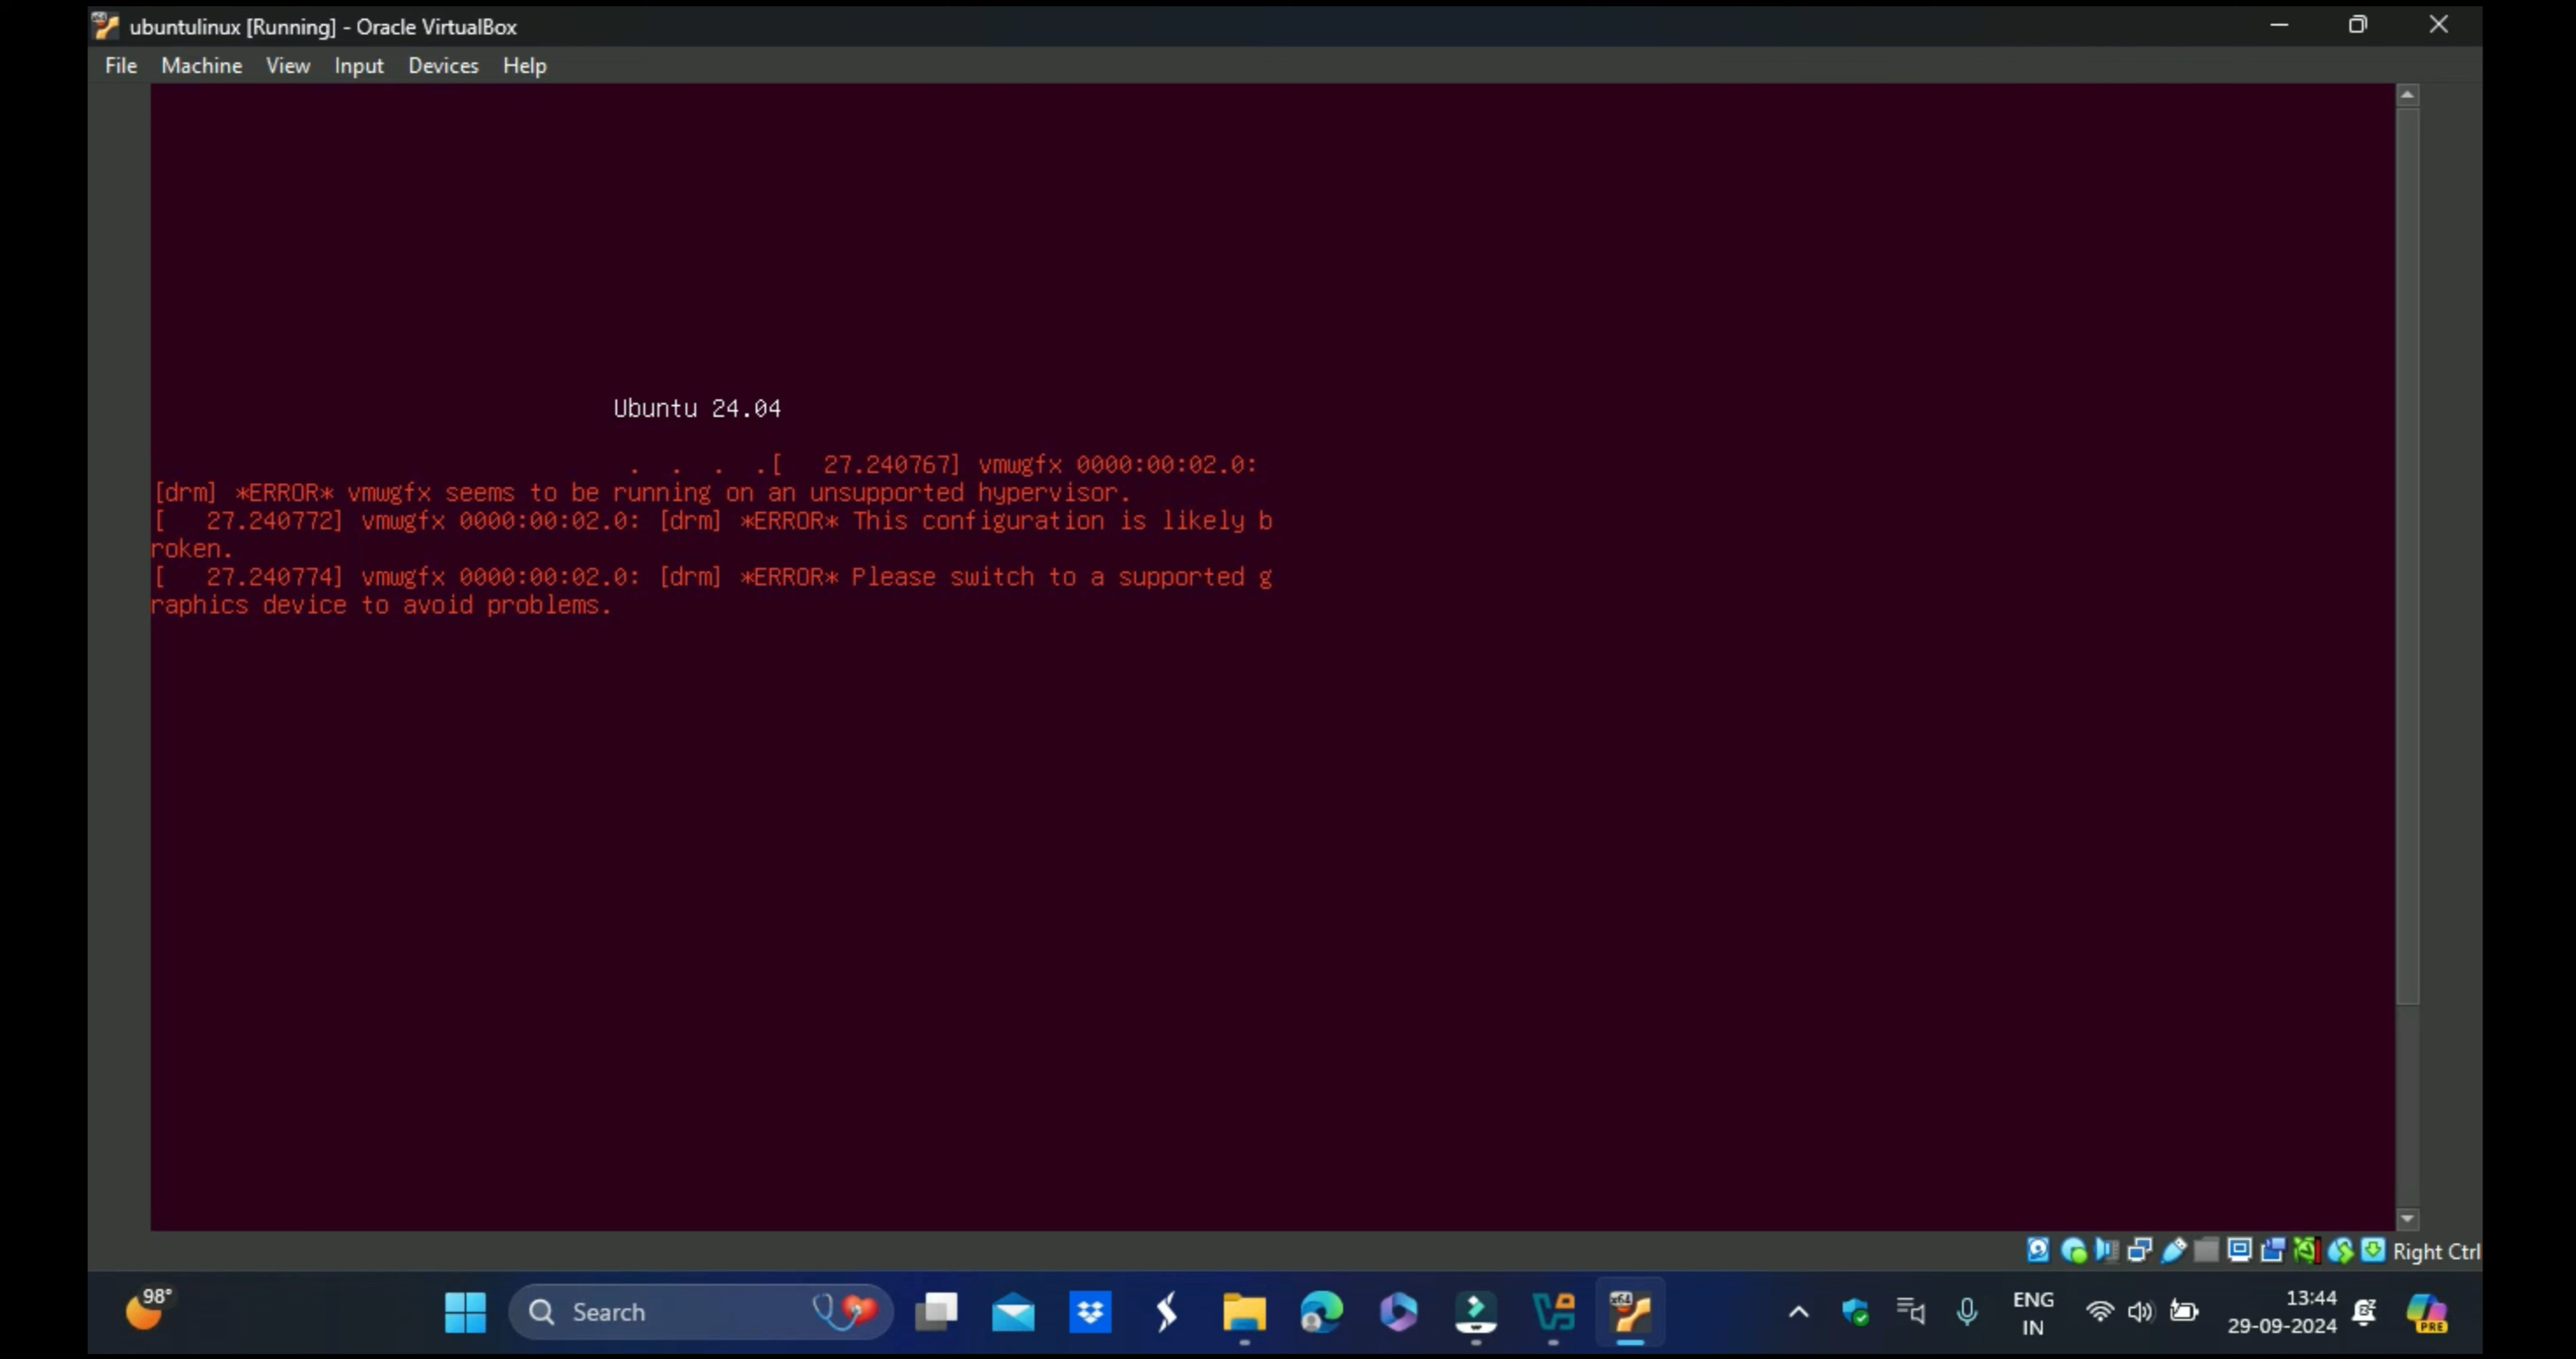 ubuntulinux [Running] - Oracle VirtualBox
File Machine View Input Devices Help
Ubuntu 24.04
. . . .[   27.240767] vmwgfx 0000:00:02.0:
[drm] *ERROR* vmwgfx seems to be running on an unsupported hypervisor.
[   27.240772] vmwgfx 0000:00:02.0: [drm] *ERROR* This configuration is likely b
roken.
[   27.240774] vmwgfx 0000:00:02.0: [drm] *ERROR* Please switch to a supported g
raphics device to avoid problems.
Right Ctrl
98°
Search
x64
ENG
IN
13:44
29-09-2024
PRE